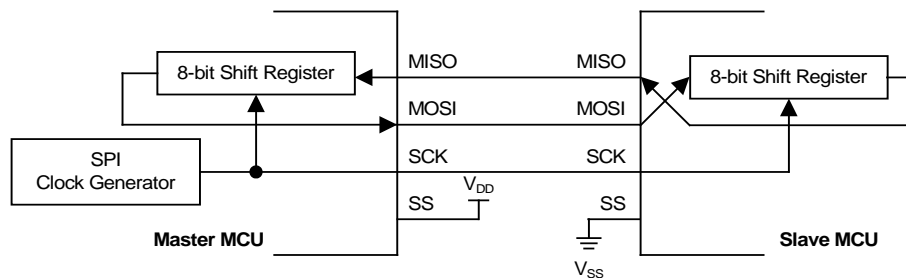 MISO MISO
8-bit Shift Register 8-bit Shift Register
MOSI MOSI
SPI
Clock Generator
SCK SCK
VDD
SS SS
Master MCU Slave MCU
VSS